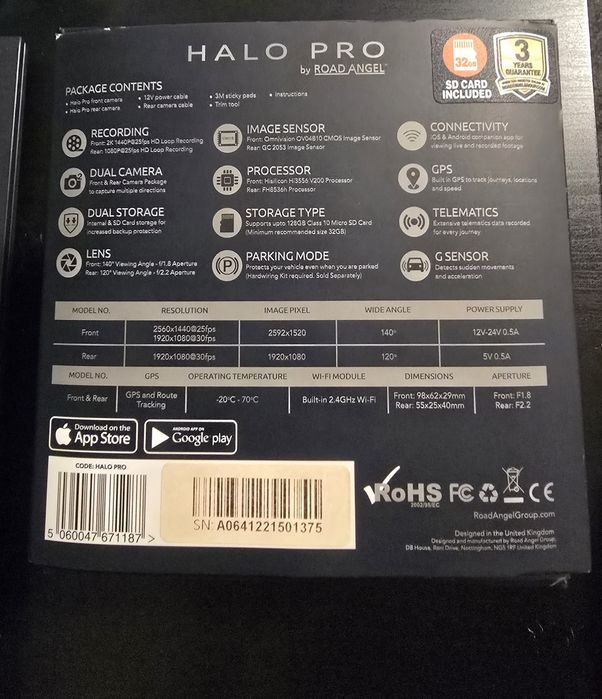 HALO PRO
by ROAD ANGEL™
32GB
SD CARD
INCLUDED
3
YEARS
GUARANTEE
PACKAGE CONTENTS
• Halo Pro front camera
• Halo Pro rear camera
• 12V power cable
• Rear camera cable
• 3M sticky pads
• Trim tool
• Instructions
RECORDING
Front: 2K 1440P@25fps HD Loop Recording
Rear: 1080P@25fps HD Loop Recording
IMAGE SENSOR
Front: Omnivision OV04B10 CMOS Image Sensor
Rear: GC 2053 Image Sensor
CONNECTIVITY
iOS & Android companion app for
viewing live and recorded footage
DUAL CAMERA
Front & Rear Camera Package
to capture multiple directions
PROCESSOR
Front: Hisilicon Hi3556 V200 Processor
Rear: FH8536h Processor
GPS
Built in GPS to track journeys, locations
and speed
DUAL STORAGE
Internal & SD Card storage for
increased backup protection
STORAGE TYPE
Supports upto 128GB Class 10 Micro SD Card
(Minimum recommended size 32GB)
TELEMATICS
Extensive telematics data recorded
for every journey
LENS
Front: 140° Viewing Angle - f/1.8 Aperture
Rear: 120° Viewing Angle - f/2.2 Aperture
P
PARKING MODE
Protects your vehicle even when you are parked
(Hardwiring Kit required. Sold Separately)
G SENSOR
Detects sudden movements
and acceleration
MODEL NO. RESOLUTION IMAGE PIXEL WIDE ANGLE POWER SUPPLY
Front 2560x1440@25fps 1920x1080@30fps 2592x1520 140° 12V-24V 0.5A
Rear 1920x1080@30fps 1920x1080 120° 5V 0.5A
MODEL NO. GPS OPERATING TEMPERATURE WI-FI MODULE DIMENSIONS APERTURE
Front & Rear GPS and Route Tracking -20°C - 70°C Built-in 2.4GHz Wi-Fi Front: 98x62x29mm Rear: 55x25x40mm Front: F1.8 Rear: F2.2
Download on the
App Store
ANDROID APP ON
Google play
CODE: HALO PRO
5 060047 671187 >
SN: A0641221501375
RoHS
2002/95/EC
FC CE
RoadAngelGroup.com
Designed in the United Kingdom
Designed and manufactured by Road Angel Group,
DB House, Reni Drive, Nottingham, NG5 1RF United Kingdom